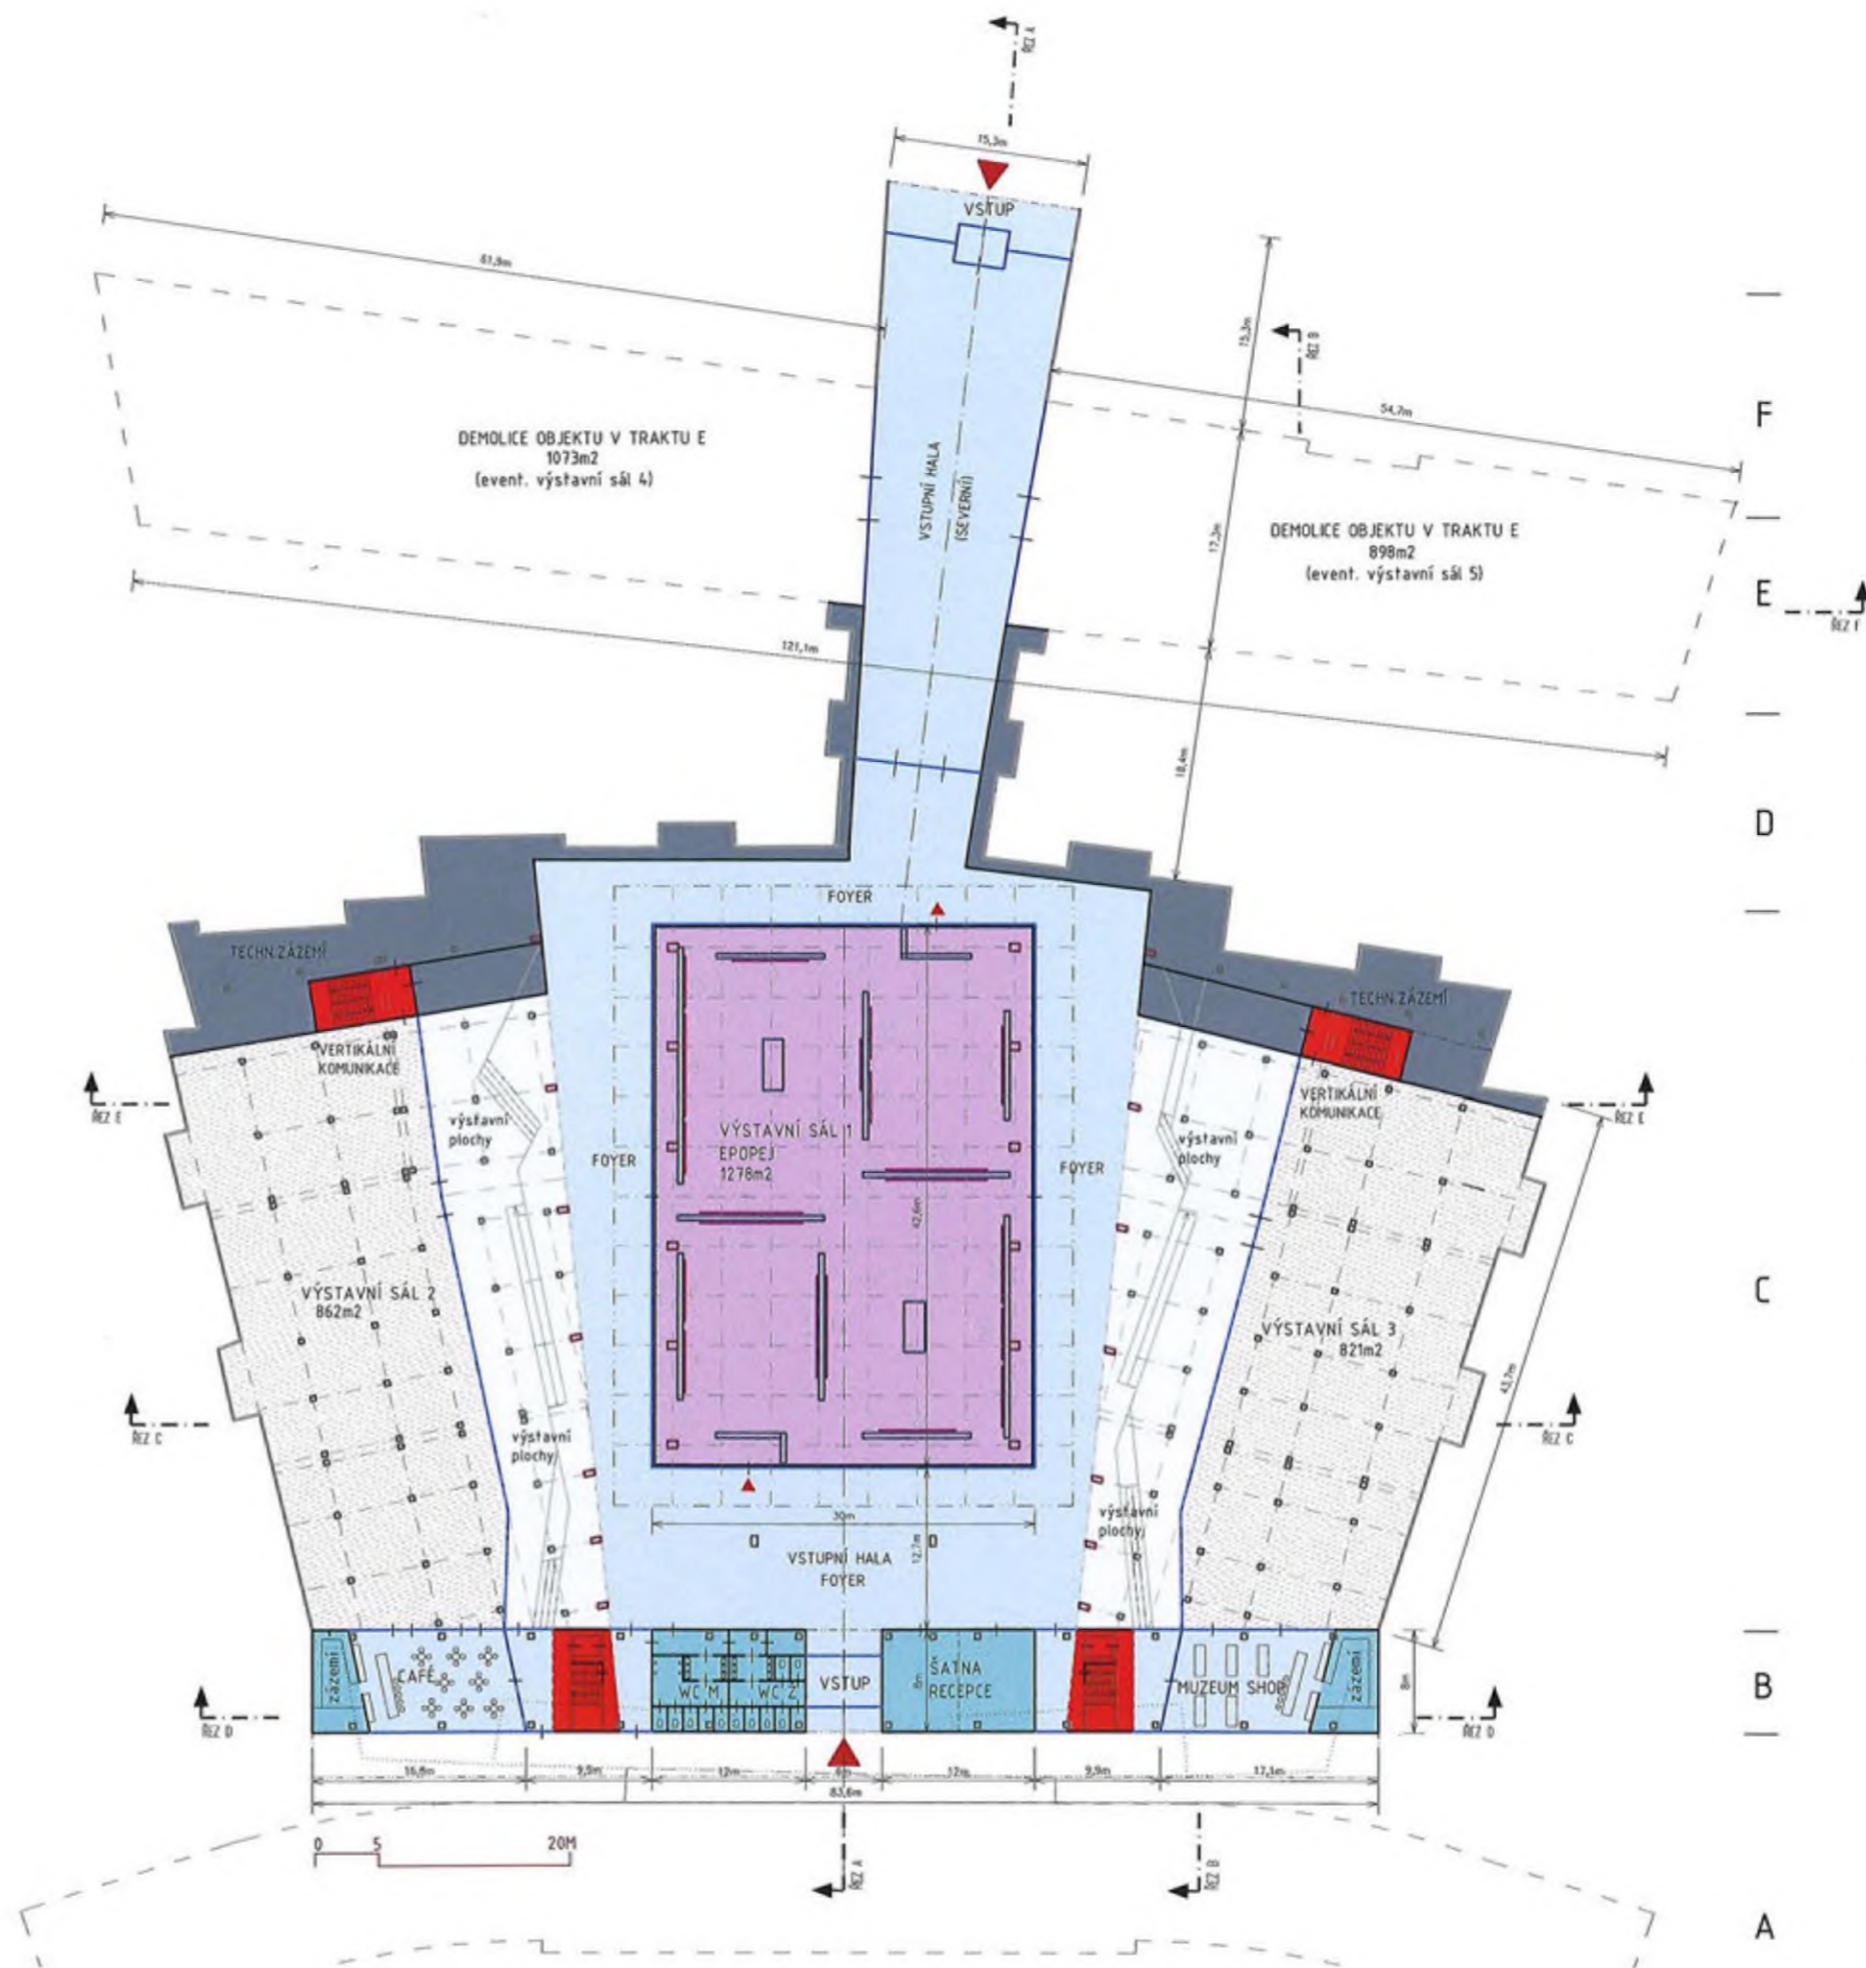 ŘEZ A
15,3m
VSTUP
61,9m
15,3m
ŘEZ B
54,7m
F
DEMOLICE OBJEKTU V TRAKTU E
1073m2
(event. výstavní sál 4)
VSTUPNÍ HALA
(SEVERNÍ)
17,3m
DEMOLICE OBJEKTU V TRAKTU E
898m2
(event. výstavní sál 5)
E
ŘEZ F
121,1m
18,4m
D
FOYER
TECHN.ZÁZEMÍ
TECHN.ZÁZEMÍ
VERTIKÁLNÍ
KOMUNIKACE
VERTIKÁLNÍ
KOMUNIKACE
ŘEZ E
ŘEZ E
výstavní
plochy
výstavní
plochy
FOYER
VÝSTAVNÍ SÁL 1
EPOPEJ
1278m2
FOYER
42,6m
VÝSTAVNÍ SÁL 2
862m2
C
VÝSTAVNÍ SÁL 3
821m2
43,7m
ŘEZ C
ŘEZ C
výstavní
plochy
výstavní
plochy
30m
12,7m
VSTUPNÍ HALA
FOYER
zázemí
CAFÉ
WC M
WC Ž
VSTUP
ŠATNA
RECEPCE
8m
MUZEUM SHOP
zázemí
8m
B
ŘEZ D
ŘEZ D
16,8m
9,9m
12m
6m
12m
9,9m
17,1m
83,6m
0
5
20M
ŘEZ A
ŘEZ B
A